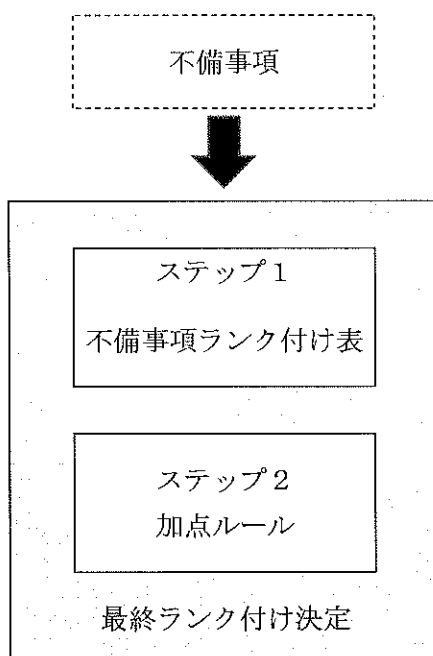 不備事項
ステップ1
不備事項ランク付け表
ステップ2
加点ルール
最終ランク付け決定